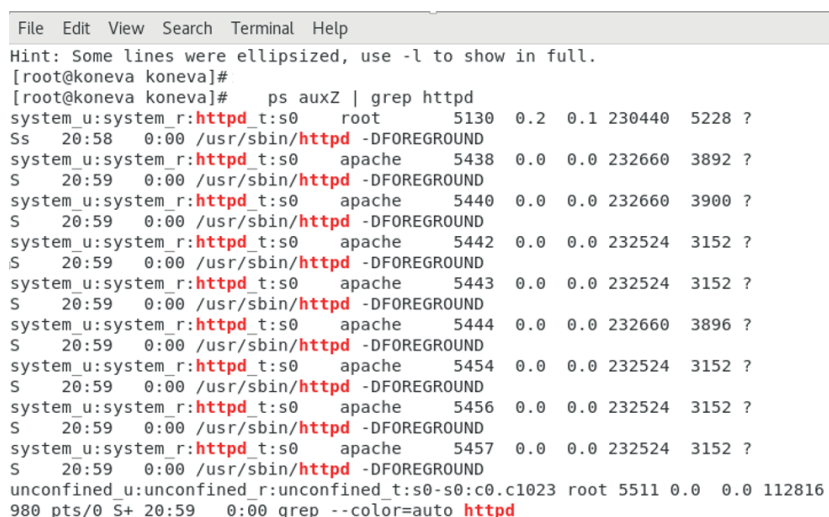 File Edit View Search Terminal Help
Hint: Some lines were ellipsized, use -l to show in full.
[root@koneva koneva]#
[root@koneva koneva]#    ps auxZ | grep httpd
system_u:system_r:httpd_t:s0    root       5130  0.2  0.1 230440  5228 ?
Ss   20:58   0:00 /usr/sbin/httpd -DFOREGROUND
system_u:system_r:httpd_t:s0    apache     5438  0.0  0.0 232660  3892 ?
S    20:59   0:00 /usr/sbin/httpd -DFOREGROUND
system_u:system_r:httpd_t:s0    apache     5440  0.0  0.0 232660  3900 ?
S    20:59   0:00 /usr/sbin/httpd -DFOREGROUND
system_u:system_r:httpd_t:s0    apache     5442  0.0  0.0 232524  3152 ?
S    20:59   0:00 /usr/sbin/httpd -DFOREGROUND
system_u:system_r:httpd_t:s0    apache     5443  0.0  0.0 232524  3152 ?
S    20:59   0:00 /usr/sbin/httpd -DFOREGROUND
system_u:system_r:httpd_t:s0    apache     5444  0.0  0.0 232660  3896 ?
S    20:59   0:00 /usr/sbin/httpd -DFOREGROUND
system_u:system_r:httpd_t:s0    apache     5454  0.0  0.0 232524  3152 ?
S    20:59   0:00 /usr/sbin/httpd -DFOREGROUND
system_u:system_r:httpd_t:s0    apache     5456  0.0  0.0 232524  3152 ?
S    20:59   0:00 /usr/sbin/httpd -DFOREGROUND
system_u:system_r:httpd_t:s0    apache     5457  0.0  0.0 232524  3152 ?
S    20:59   0:00 /usr/sbin/httpd -DFOREGROUND
unconfined_u:unconfined_r:unconfined_t:s0-s0:c0.c1023 root 5511 0.0  0.0 112816
980 pts/0 S+ 20:59   0:00 grep --color=auto httpd